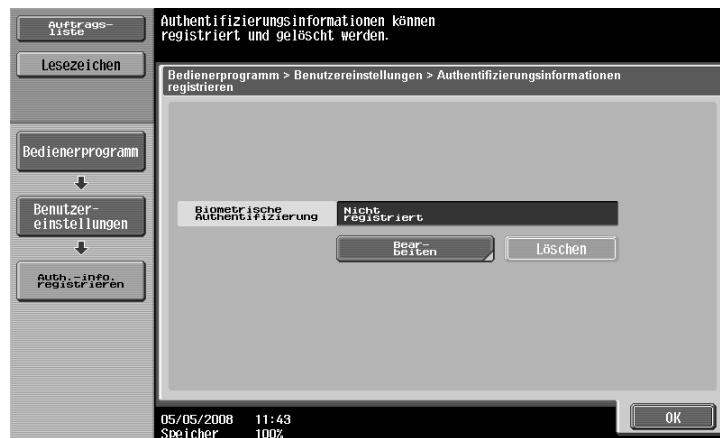 Auftrags-
liste
Lesezeichen
Bedienerprogramm
Benutzer-
einstellungen
Auth.-info.
registrieren
Authentifizierungsinformationen können
registriert und gelöscht werden.
Bedienerprogramm > Benutzereinstellungen > Authentifizierungsinformationen
registrieren
Biometrische
Authentifizierung
Nicht
registriert
Bear-
beiten
Löschen
05/05/2008 11:43
Speicher 100%
OK